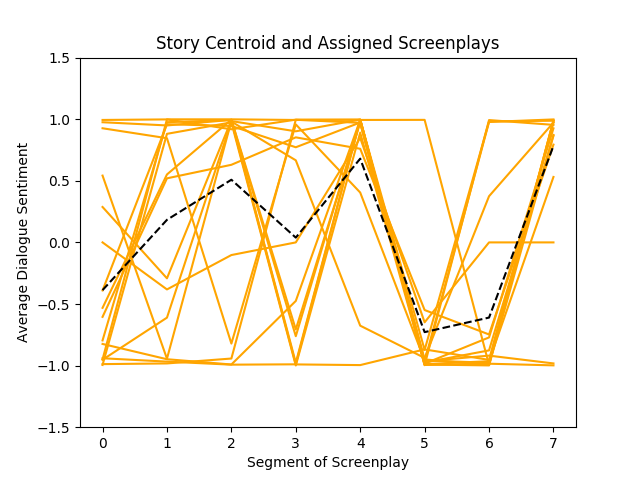 Story Centroid and Assigned Screenplays
1.5
1.0
0.5
0.0
−0.5
−1.0
−1.5
Average Dialogue Sentiment
0 1 2 3 4 5 6 7
Segment of Screenplay